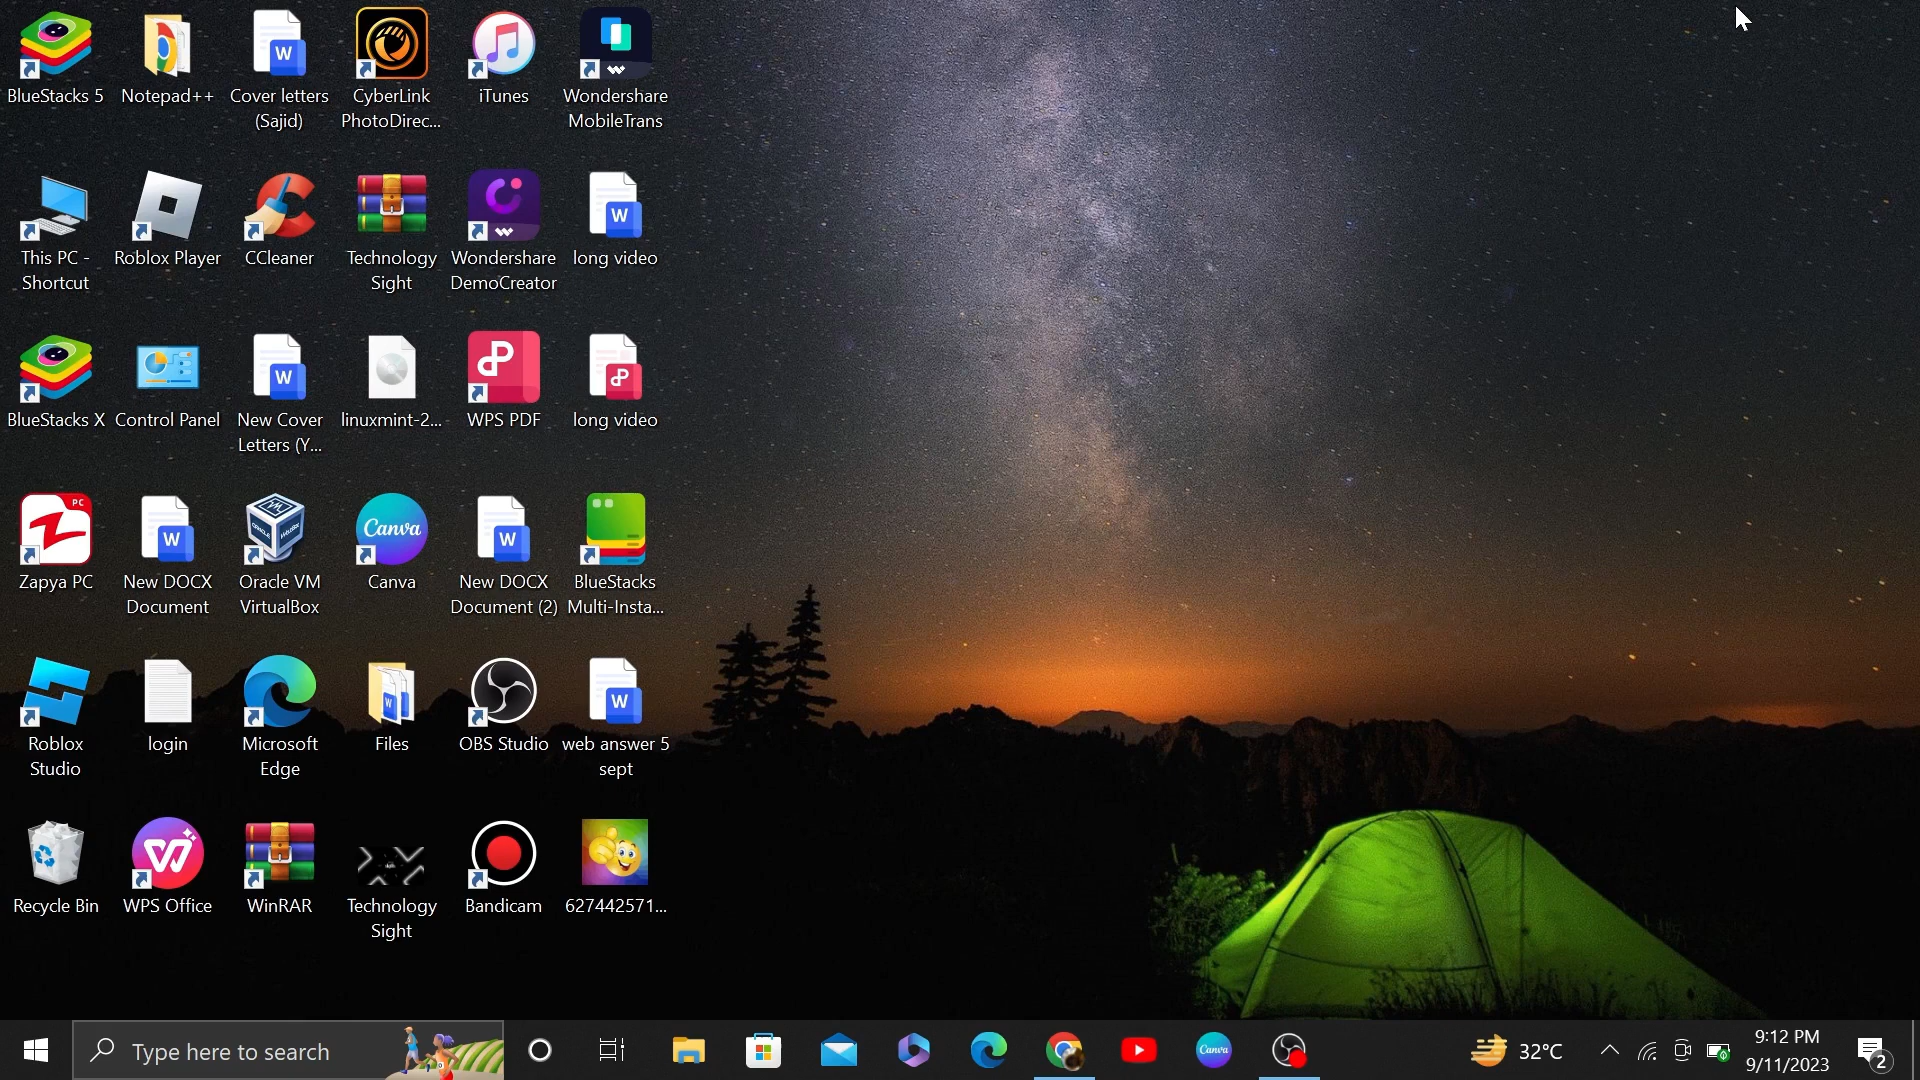 BlueStacks 5
Notepad++
Cover letters
(Sajid)
CyberLink
PhotoDirec...
iTunes
Wondershare
MobileTrans
This PC -
Shortcut
Roblox Player
CCleaner
Technology
Sight
Wondershare
DemoCreator
long video
BlueStacks X
Control Panel
New Cover
Letters (Y...
linuxmint-2...
WPS PDF
long video
PC
Zapya PC
New DOCX
Document
Oracle VM
VirtualBox
Canva
Canva
New DOCX
Document (2)
BlueStacks
Multi-Insta...
Roblox
Studio
login
Microsoft
Edge
Files
OBS Studio
web answer 5
sept
Recycle Bin
WPS Office
WinRAR
Technology
Sight
Bandicam
627442571...
Type here to search
Canva
32°C
9:12 PM
9/11/2023
2